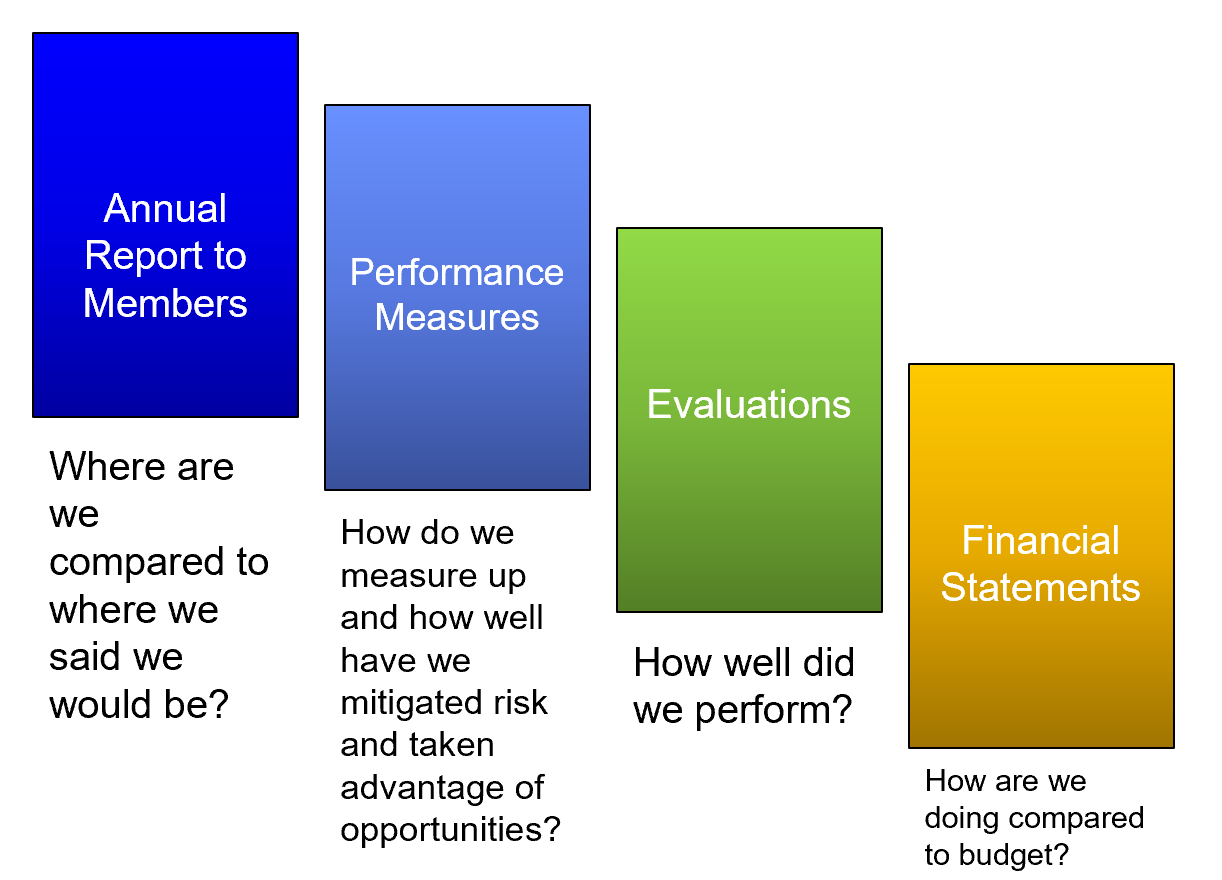 Annual
Report to
Members
Where are
we
compared to
where we
said we
would be?
Performance
Measures
How do we
measure up
and how well
have we
mitigated risk
and taken
advantage of
opportunities?
Evaluations
How well did
we perform?
Financial
Statements
How are we
doing compared
to budget?